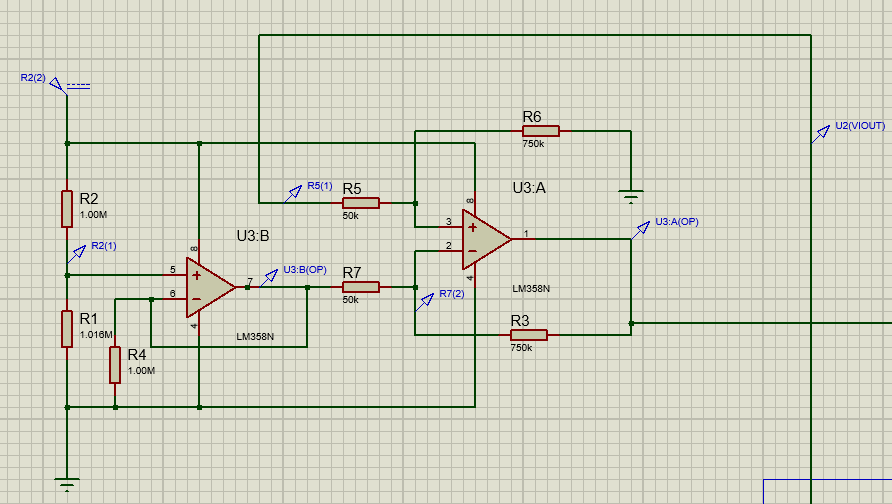 R2(2)
U2(VIOUT)
R6
750k
R5(1)
R5
50k
R2
1.00M
U3:A
8
3
2
1
4
U3:A(OP)
LM358N
R2(1)
U3:B
8
5
6
7
4
U3:B(OP)
LM358N
R7
50k
R7(2)
R1
1.016M
R3
750k
R4
1.00M